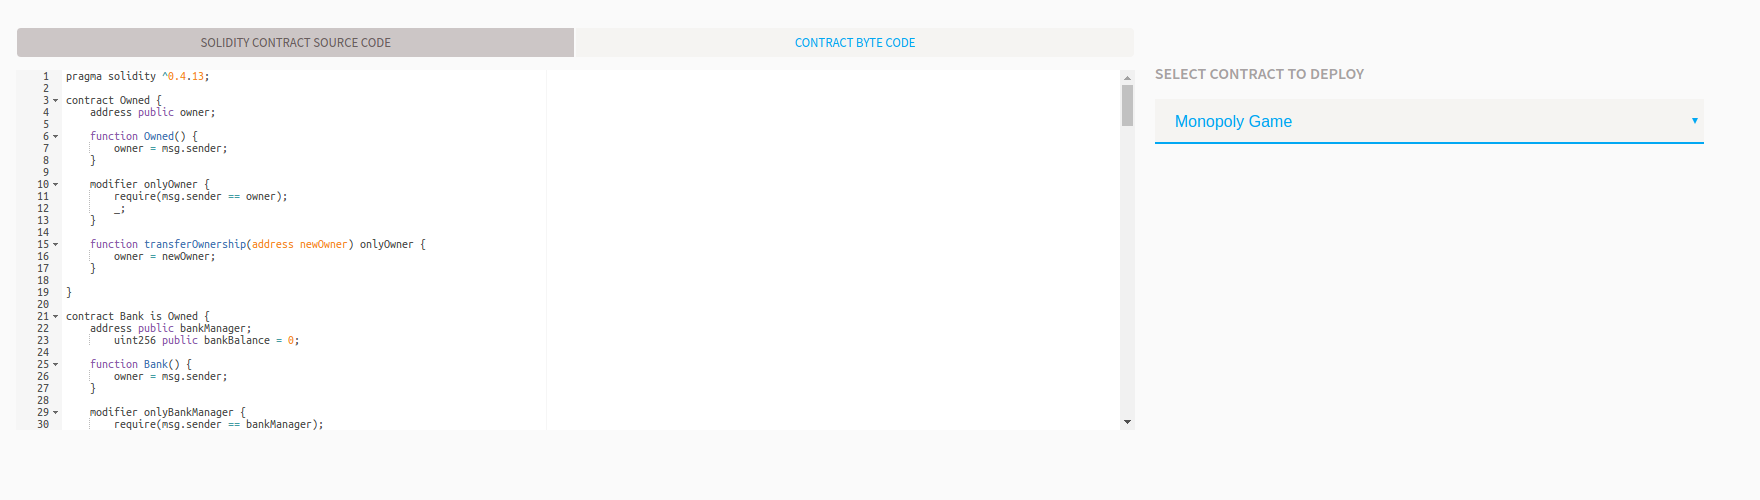 SOLIDITY CONTRACT SOURCE CODE
CONTRACT BYTE CODE
1 pragma solidity ^0.4.13;
2
3 contract Owned {
4     address public owner;
5
6     function Owned() {
7         owner = msg.sender;
8     }
9
10     modifier onlyOwner {
11         require(msg.sender == owner);
12         _;
13     }
14
15     function transferOwnership(address newOwner) onlyOwner {
16         owner = newOwner;
17     }
18
19 }
20
21 contract Bank is Owned {
22     address public bankManager;
23         uint256 public bankBalance = 0;
24
25     function Bank() {
26         owner = msg.sender;
27     }
28
29     modifier onlyBankManager {
30         require(msg.sender == bankManager);
SELECT CONTRACT TO DEPLOY
Monopoly Game